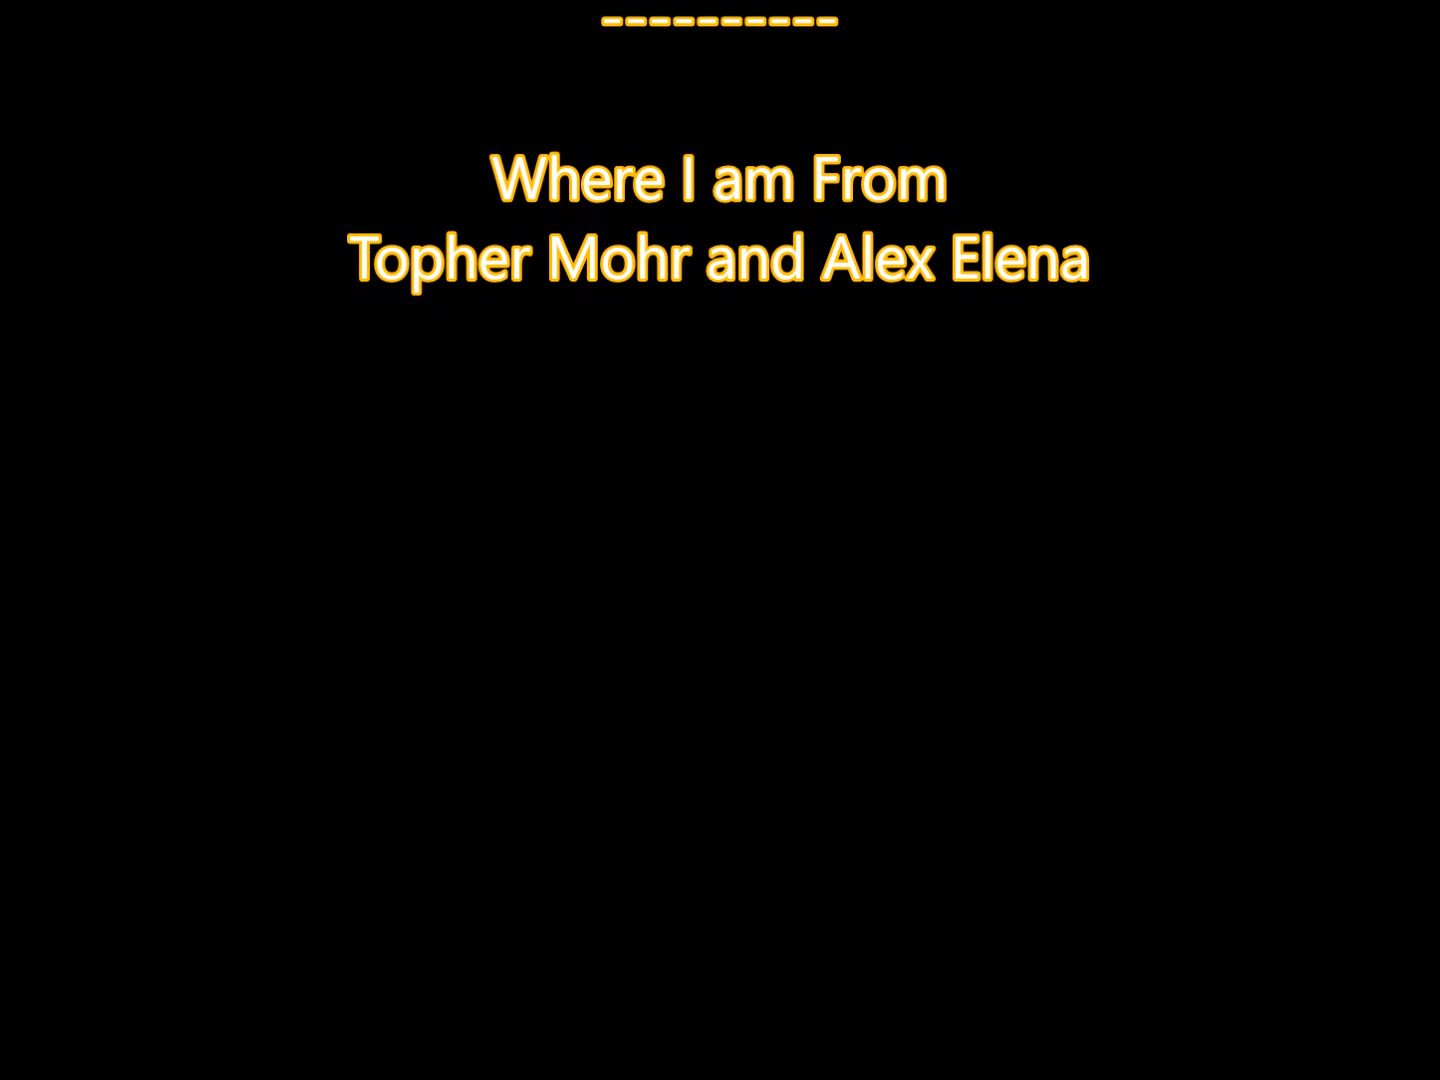 ----------
Where I am From
Topher Mohr and Alex Elena